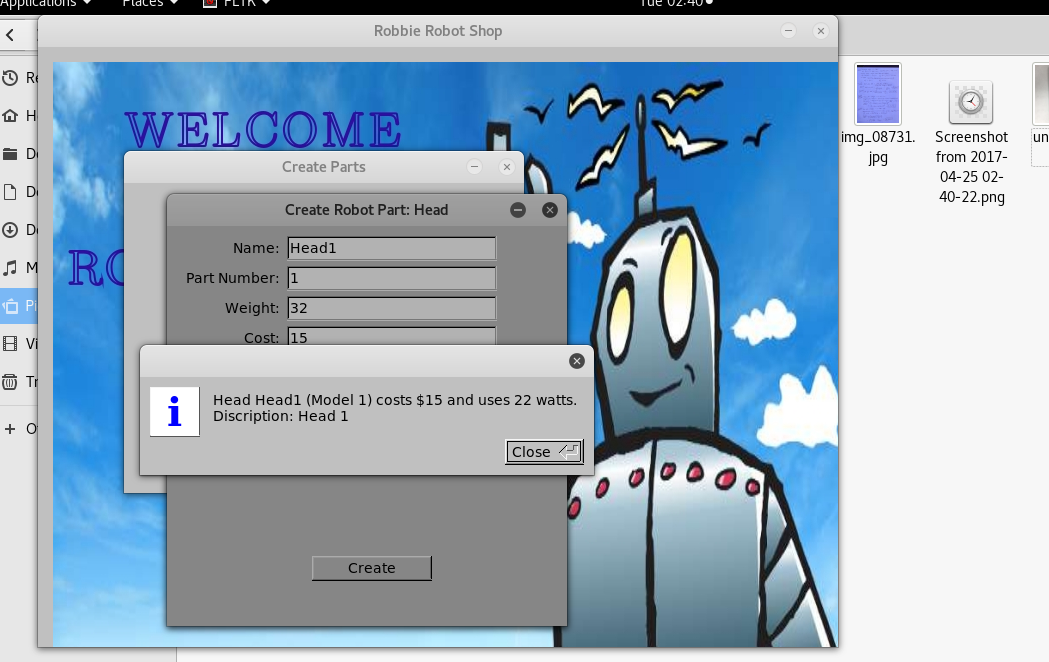 Applications
Places
FLTK
Tue 02:40
Robbie Robot Shop
WELCOME
Create Parts
Create Robot Part: Head
Name:
Head1
Part Number:
1
Weight:
32
Cost:
15
Head Head1 (Model 1) costs $15 and uses 22 watts.
Discription: Head 1
Close
Create
img_08731.
jpg
Screenshot
from 2017-
04-25 02-
40-22.png